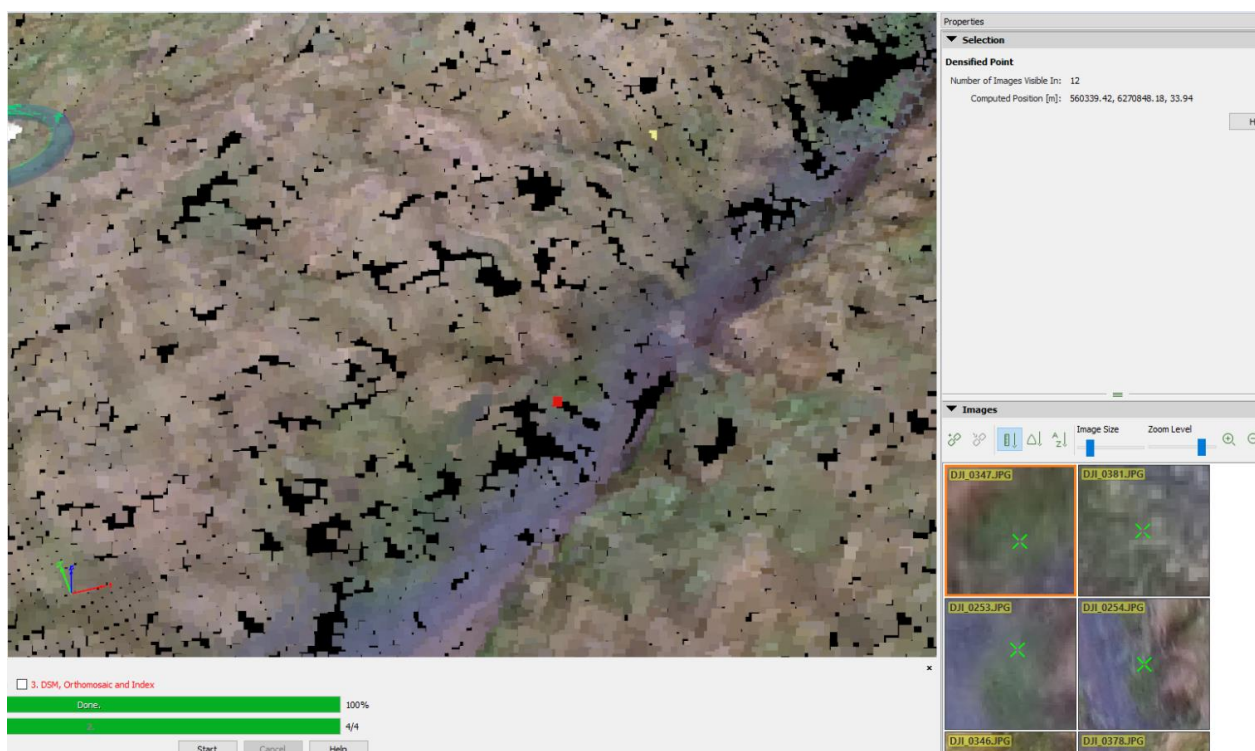 Properties
Selection
Densified Point
Number of Images Visible In: 12
Computed Position [m]: 560339.42, 6270848.18, 33.94
Images
Image Size
Zoom Level
DJI_0347.JPG
DJI_0381.JPG
DJI_0253.JPG
DJI_0254.JPG
DJI_0346.JPG
DJI_0378.JPG
3. DSM, Orthomosaic and Index
Done.
100%
4/4
Start
Cancel
Help